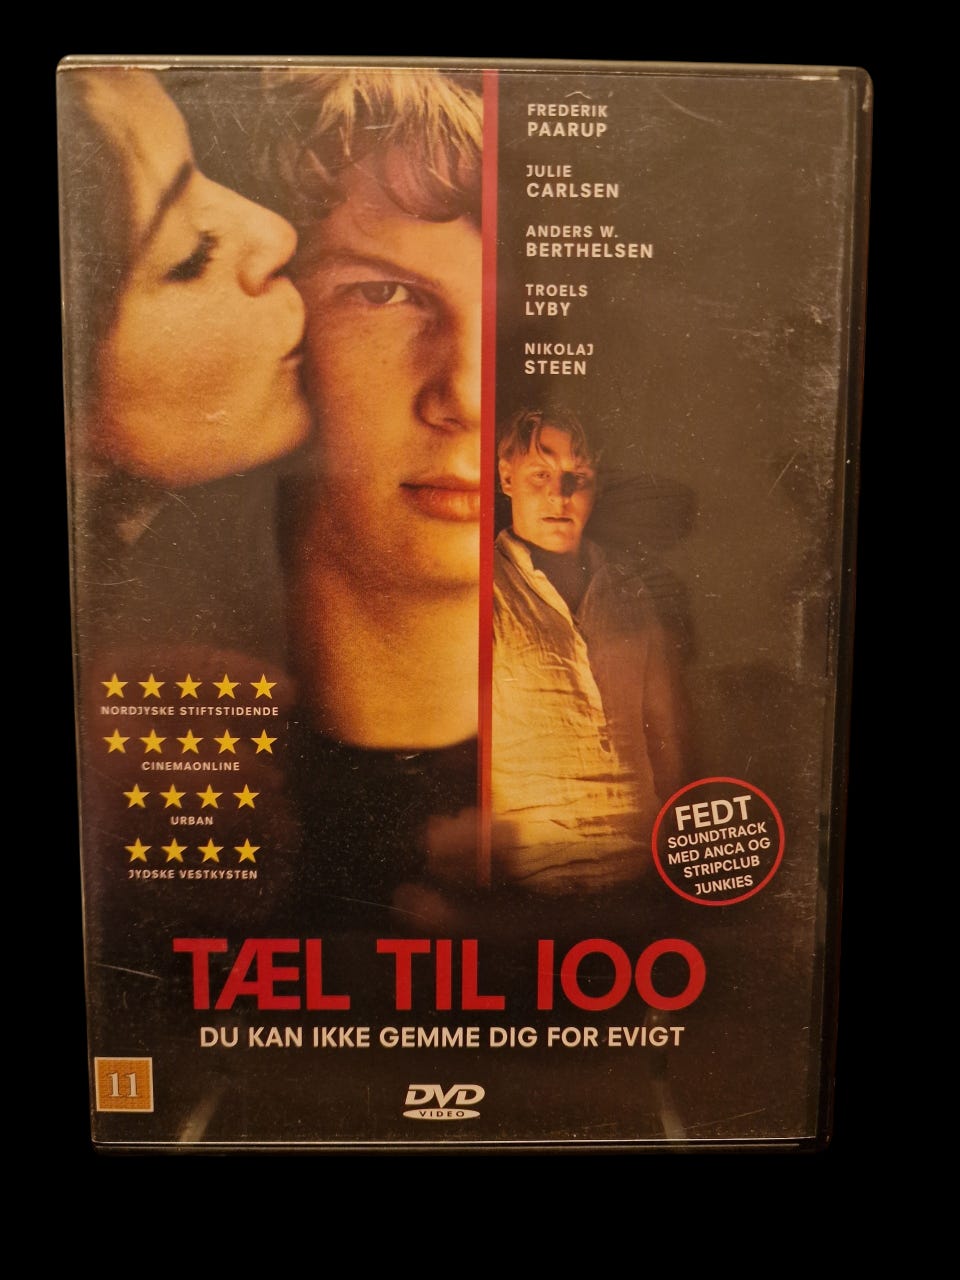 FREDERIK
PAARUP
JULIE
CARLSEN
ANDERS W.
BERTHELSEN
TROELS
LYBY
NIKOLAJ
STEEN
NORDJYSKE STIFTSTIDENDE
CINEMAONLINE
URBAN
JYDSKE VESTKYSTEN
FEDT
SOUNDTRACK
MED ANCA OG
STRIPCLUB
JUNKIES
TÆL TIL 100
DU KAN IKKE GEMME DIG FOR EVIGT
11
DVD
VIDEO